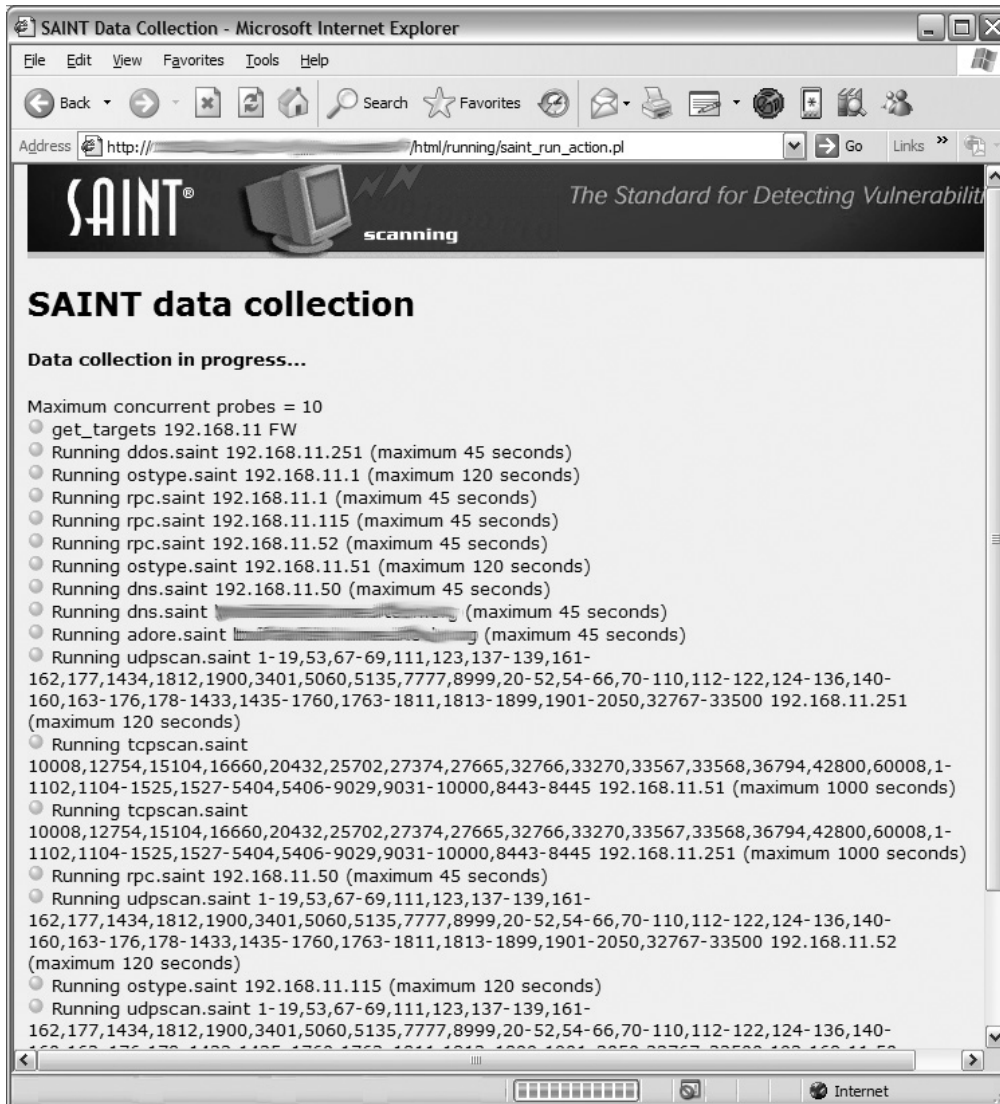 SAINT Data Collection - Microsoft Internet Explorer
File Edit View Favorites Tools Help
Back Search Favorites
Address http:// /html/running/saint_run_action.pl Go Links »
SAINT® scanning The Standard for Detecting Vulnerabiliti
SAINT data collection
Data collection in progress...
Maximum concurrent probes = 10
get_targets 192.168.11 FW
Running ddos.saint 192.168.11.251 (maximum 45 seconds)
Running ostype.saint 192.168.11.1 (maximum 120 seconds)
Running rpc.saint 192.168.11.1 (maximum 45 seconds)
Running rpc.saint 192.168.11.115 (maximum 45 seconds)
Running rpc.saint 192.168.11.52 (maximum 45 seconds)
Running ostype.saint 192.168.11.51 (maximum 120 seconds)
Running dns.saint 192.168.11.50 (maximum 45 seconds)
Running dns.saint (maximum 45 seconds)
Running adore.saint (maximum 45 seconds)
Running udpscan.saint 1-19,53,67-69,111,123,137-139,161-
162,177,1434,1812,1900,3401,5060,5135,7777,8999,20-52,54-66,70-110,112-122,124-136,140-
160,163-176,178-1433,1435-1760,1763-1811,1813-1899,1901-2050,32767-33500 192.168.11.251
(maximum 120 seconds)
Running tcpscan.saint
10008,12754,15104,16660,20432,25702,27374,27665,32766,33270,33567,33568,36794,42800,60008,1-
1102,1104-1525,1527-5404,5406-9029,9031-10000,8443-8445 192.168.11.51 (maximum 1000 seconds)
Running tcpscan.saint
10008,12754,15104,16660,20432,25702,27374,27665,32766,33270,33567,33568,36794,42800,60008,1-
1102,1104-1525,1527-5404,5406-9029,9031-10000,8443-8445 192.168.11.251 (maximum 1000 seconds)
Running rpc.saint 192.168.11.50 (maximum 45 seconds)
Running udpscan.saint 1-19,53,67-69,111,123,137-139,161-
162,177,1434,1812,1900,3401,5060,5135,7777,8999,20-52,54-66,70-110,112-122,124-136,140-
160,163-176,178-1433,1435-1760,1763-1811,1813-1899,1901-2050,32767-33500 192.168.11.52
(maximum 120 seconds)
Running ostype.saint 192.168.11.115 (maximum 120 seconds)
Running udpscan.saint 1-19,53,67-69,111,123,137-139,161-
162,177,1434,1812,1900,3401,5060,5135,7777,8999,20-52,54-66,70-110,112-122,124-136,140-
Internet